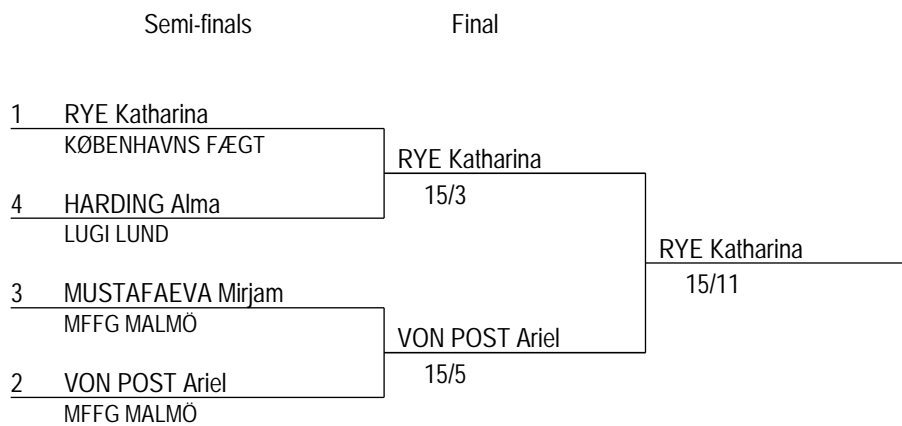 Semi-finals Final
1 RYE Katharina
KØBENHAVNS FÆGT
RYE Katharina
15/3
4 HARDING Alma
LUGI LUND
RYE Katharina
15/11
3 MUSTAFAEVA Mirjam
MFFG MALMÖ
VON POST Ariel
15/5
2 VON POST Ariel
MFFG MALMÖ